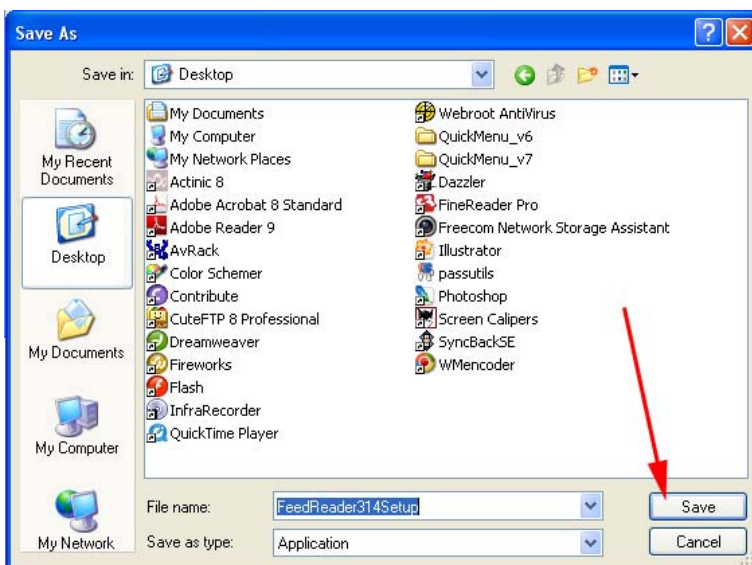 Save As
Save in:
Desktop
My Recent
Documents
Desktop
My Documents
My Computer
My Network
My Documents
My Computer
My Network Places
Actinic 8
Adobe Acrobat 8 Standard
Adobe Reader 9
AvRack
Color Schemer
Contribute
CuteFTP 8 Professional
Dreamweaver
Fireworks
Flash
InfraRecorder
QuickTime Player
Webroot AntiVirus
QuickMenu_v6
QuickMenu_v7
Dazzler
FineReader Pro
Freecom Network Storage Assistant
Illustrator
passutils
Photoshop
Screen Calipers
SyncBackSE
WMencoder
File name:
FeedReader314Setup
Save
Save as type:
Application
Cancel